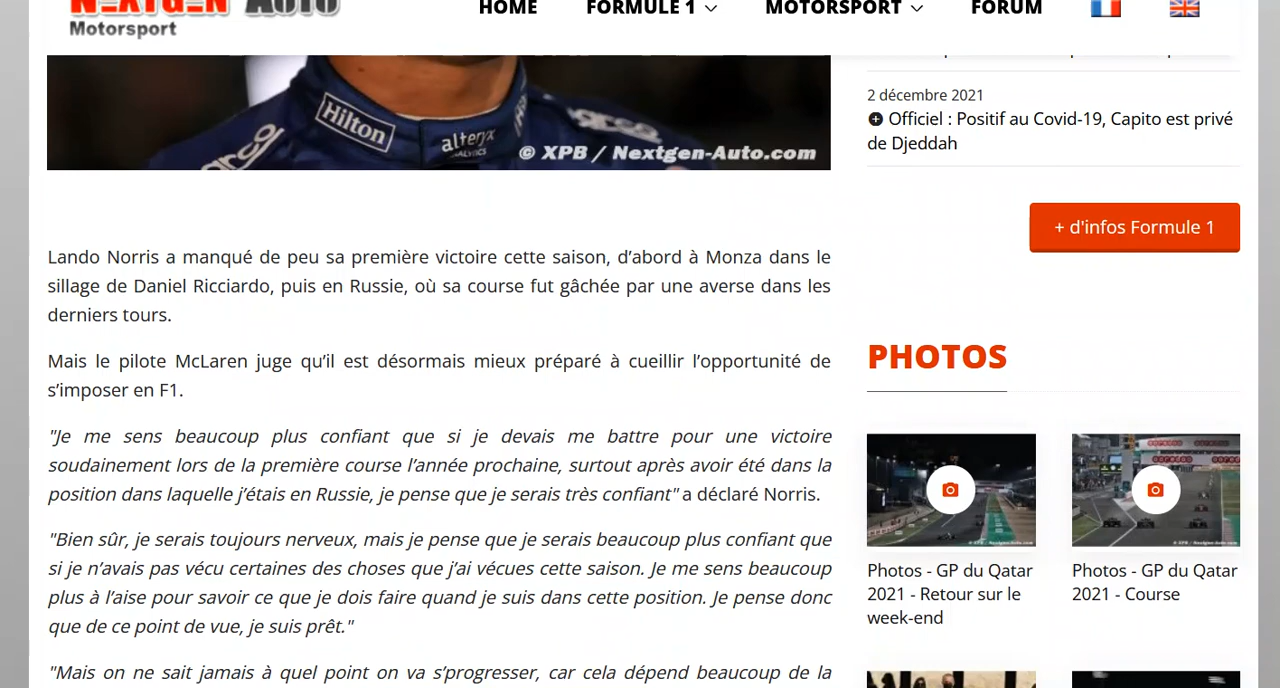 NEXTGEN AUTO
Motorsport
HOME
FORMULE 1
MOTORSPORT
FORUM
Hilton
alteryx
ANALYTICS
© XPB / Nextgen-Auto.com
Lando Norris a manqué de peu sa première victoire cette saison, d’abord à Monza dans le
sillage de Daniel Ricciardo, puis en Russie, où sa course fut gâchée par une averse dans les
derniers tours.
Mais le pilote McLaren juge qu’il est désormais mieux préparé à cueillir l’opportunité de
s’imposer en F1.
"Je me sens beaucoup plus confiant que si je devais me battre pour une victoire
soudainement lors de la première course l’année prochaine, surtout après avoir été dans la
position dans laquelle j’étais en Russie, je pense que je serais très confiant" a déclaré Norris.
"Bien sûr, je serais toujours nerveux, mais je pense que je serais beaucoup plus confiant que
si je n’avais pas vécu certaines des choses que j’ai vécues cette saison. Je me sens beaucoup
plus à l’aise pour savoir ce que je dois faire quand je suis dans cette position. Je pense donc
que de ce point de vue, je suis prêt."
"Mais on ne sait jamais à quel point on va s’progresser, car cela dépend beaucoup de la
2 décembre 2021
Officiel : Positif au Covid-19, Capito est privé
de Djeddah
+ d'infos Formule 1
PHOTOS
Photos - GP du Qatar
2021 - Retour sur le
week-end
Photos - GP du Qatar
2021 - Course